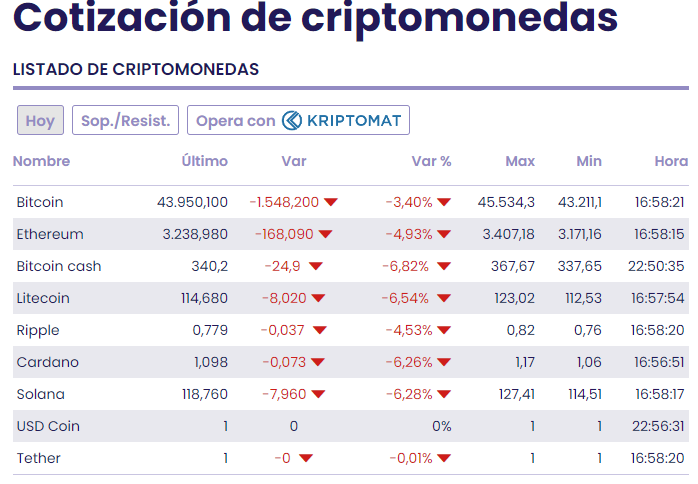 Cotización de criptomonedas
LISTADO DE CRIPTOMONEDAS
Hoy Sop./Resist. Opera con KRIPTOMAT
Nombre Último Var Var % Max Min Hora
Bitcoin 43.950,100 -1.548,200 -3,40% 45.534,3 43.211,1 16:58:21
Ethereum 3.238,980 -168,090 -4,93% 3.407,18 3.171,16 16:58:15
Bitcoin cash 340,2 -24,9 -6,82% 367,67 337,65 22:50:35
Litecoin 114,680 -8,020 -6,54% 123,02 112,53 16:57:54
Ripple 0,779 -0,037 -4,53% 0,82 0,76 16:58:20
Cardano 1,098 -0,073 -6,26% 1,17 1,06 16:56:51
Solana 118,760 -7,960 -6,28% 127,41 114,51 16:58:17
USD Coin 1 0 0% 1 1 22:56:31
Tether 1 -0 -0,01% 1 1 16:58:20